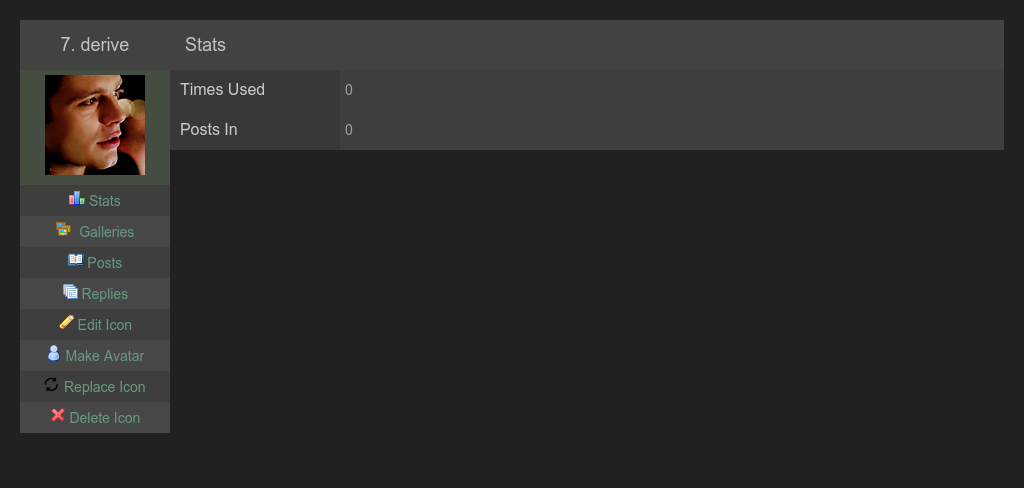 7. derive
Stats
Times Used 0
Posts In 0
Stats
Galleries
Posts
Replies
Edit Icon
Make Avatar
Replace Icon
Delete Icon